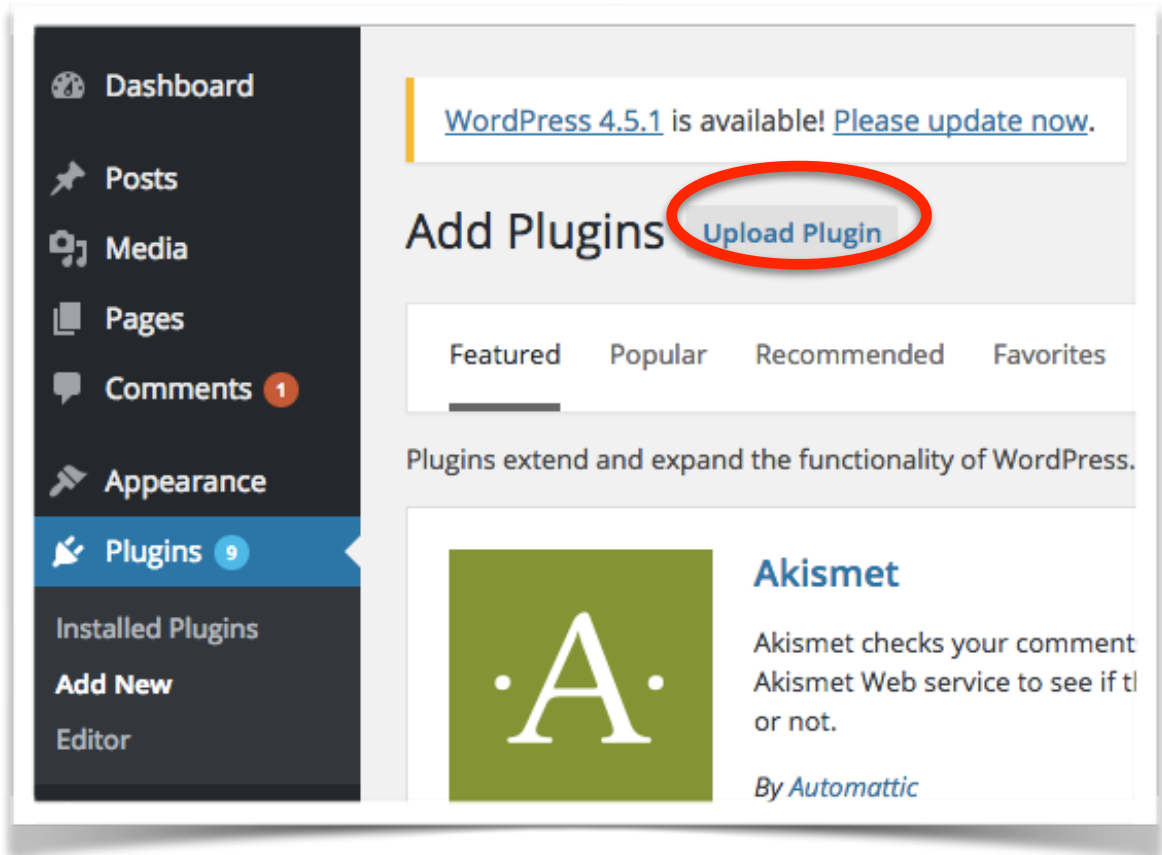 Dashboard
Posts
Media
Pages
Comments 1
Appearance
Plugins 9
Installed Plugins
Add New
Editor
WordPress 4.5.1 is available! Please update now.
Add Plugins Upload Plugin
Featured Popular Recommended Favorites
Plugins extend and expand the functionality of WordPress.
A
Akismet
Akismet checks your comment
Akismet Web service to see if
or not.
By Automattic